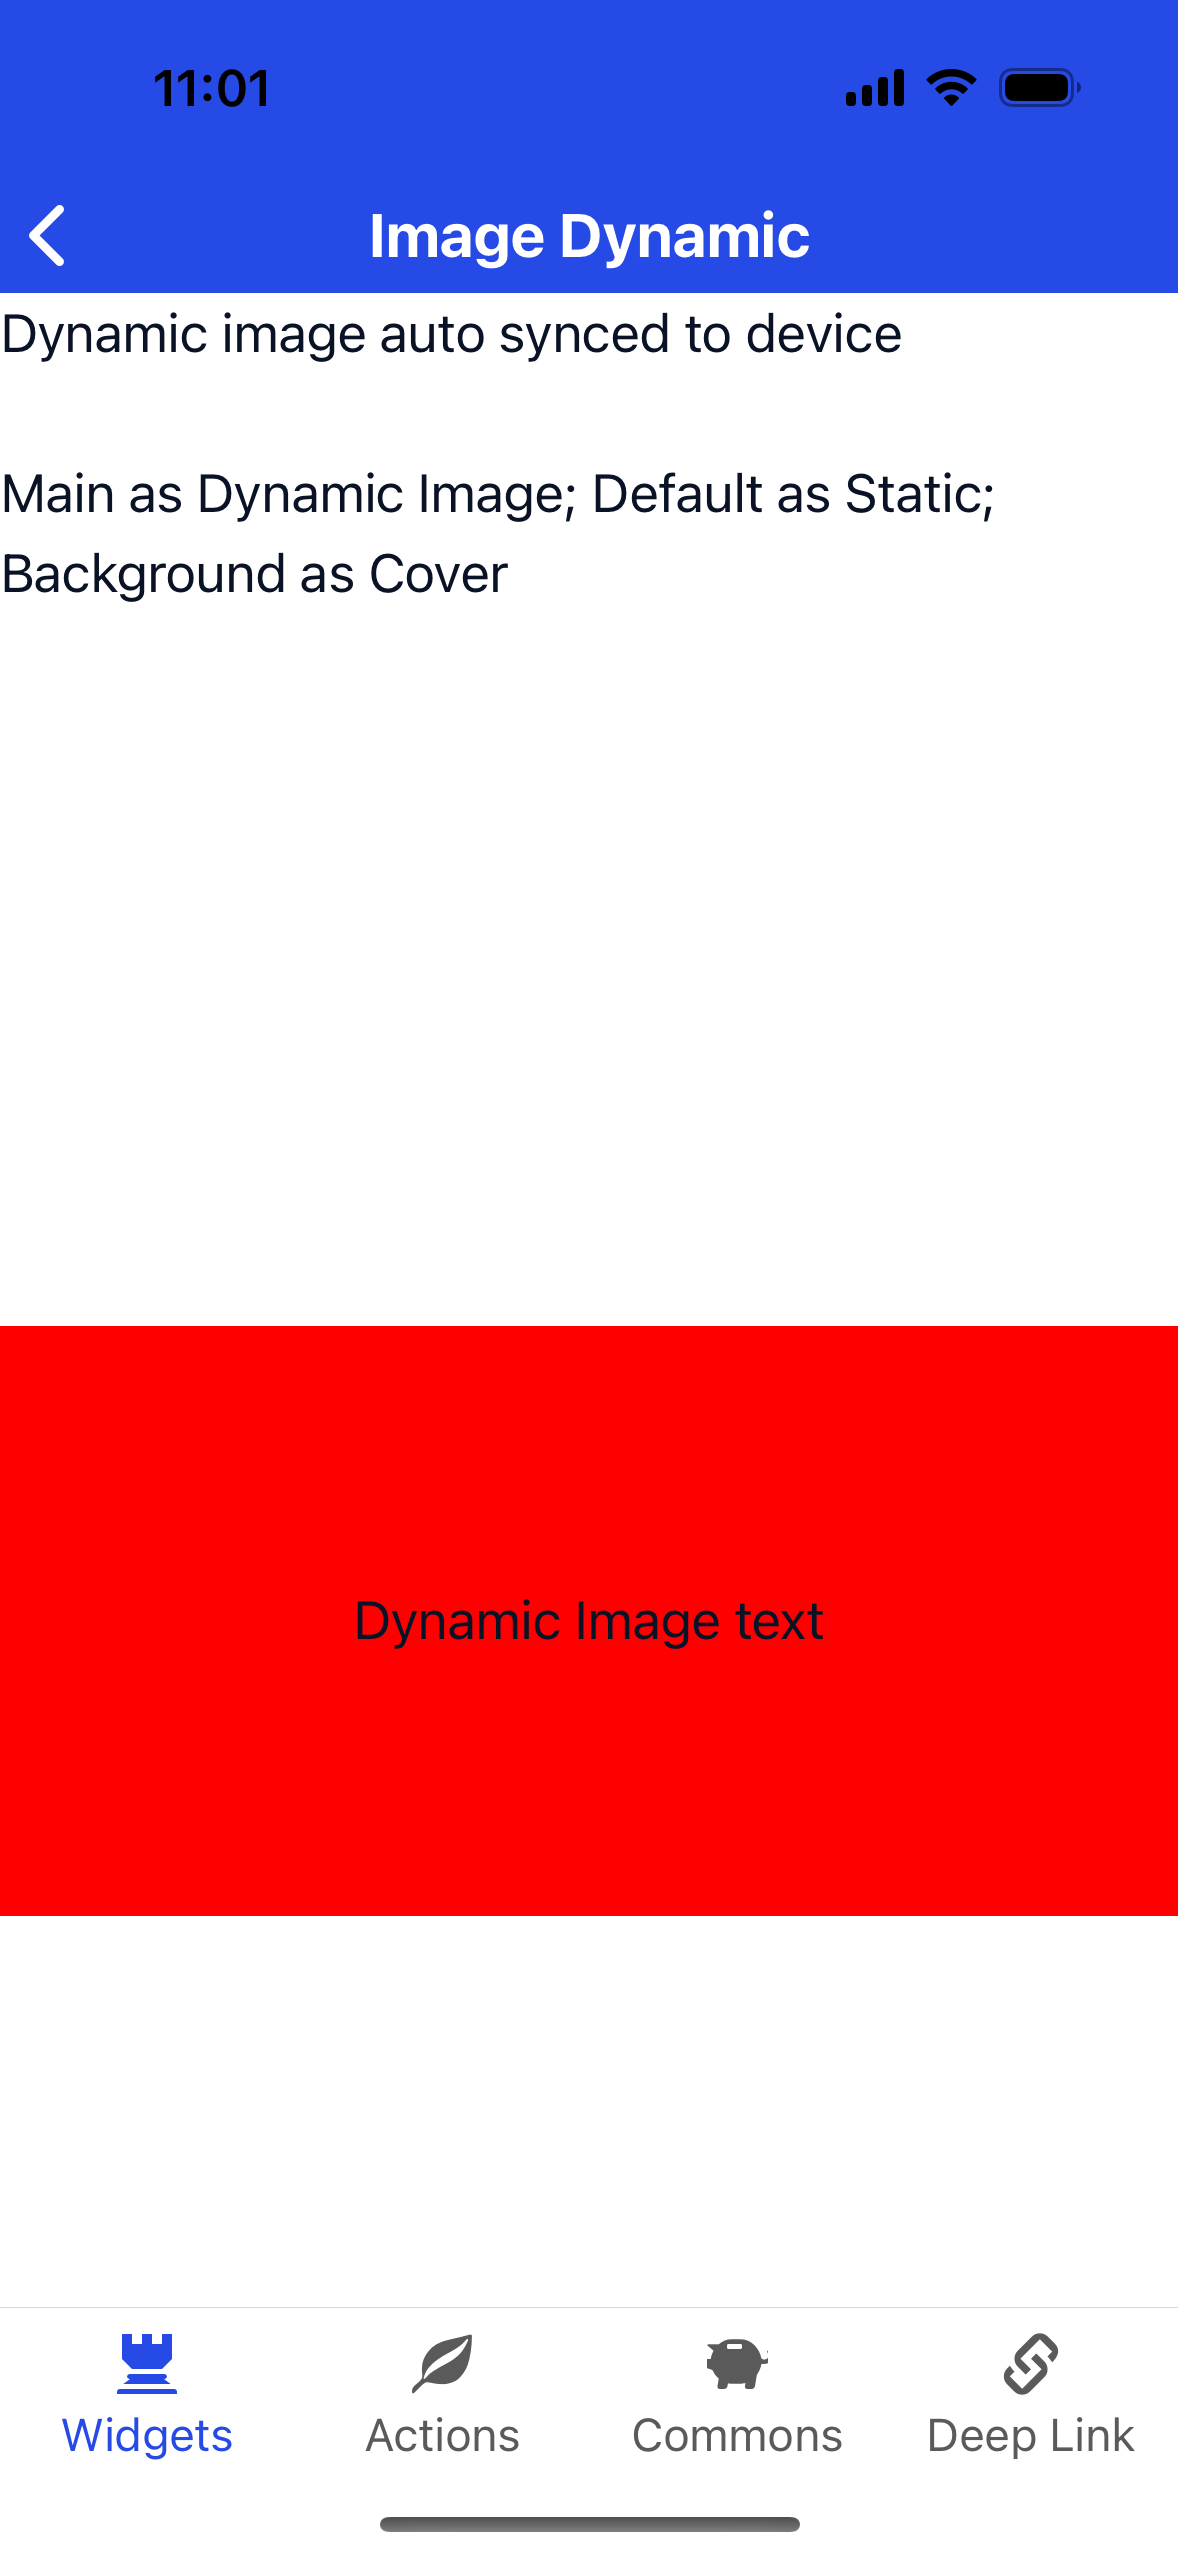 11:01
Image Dynamic
Dynamic image auto synced to device
Main as Dynamic Image; Default as Static;
Background as Cover
Dynamic Image text
Widgets
Actions
Commons
Deep Link